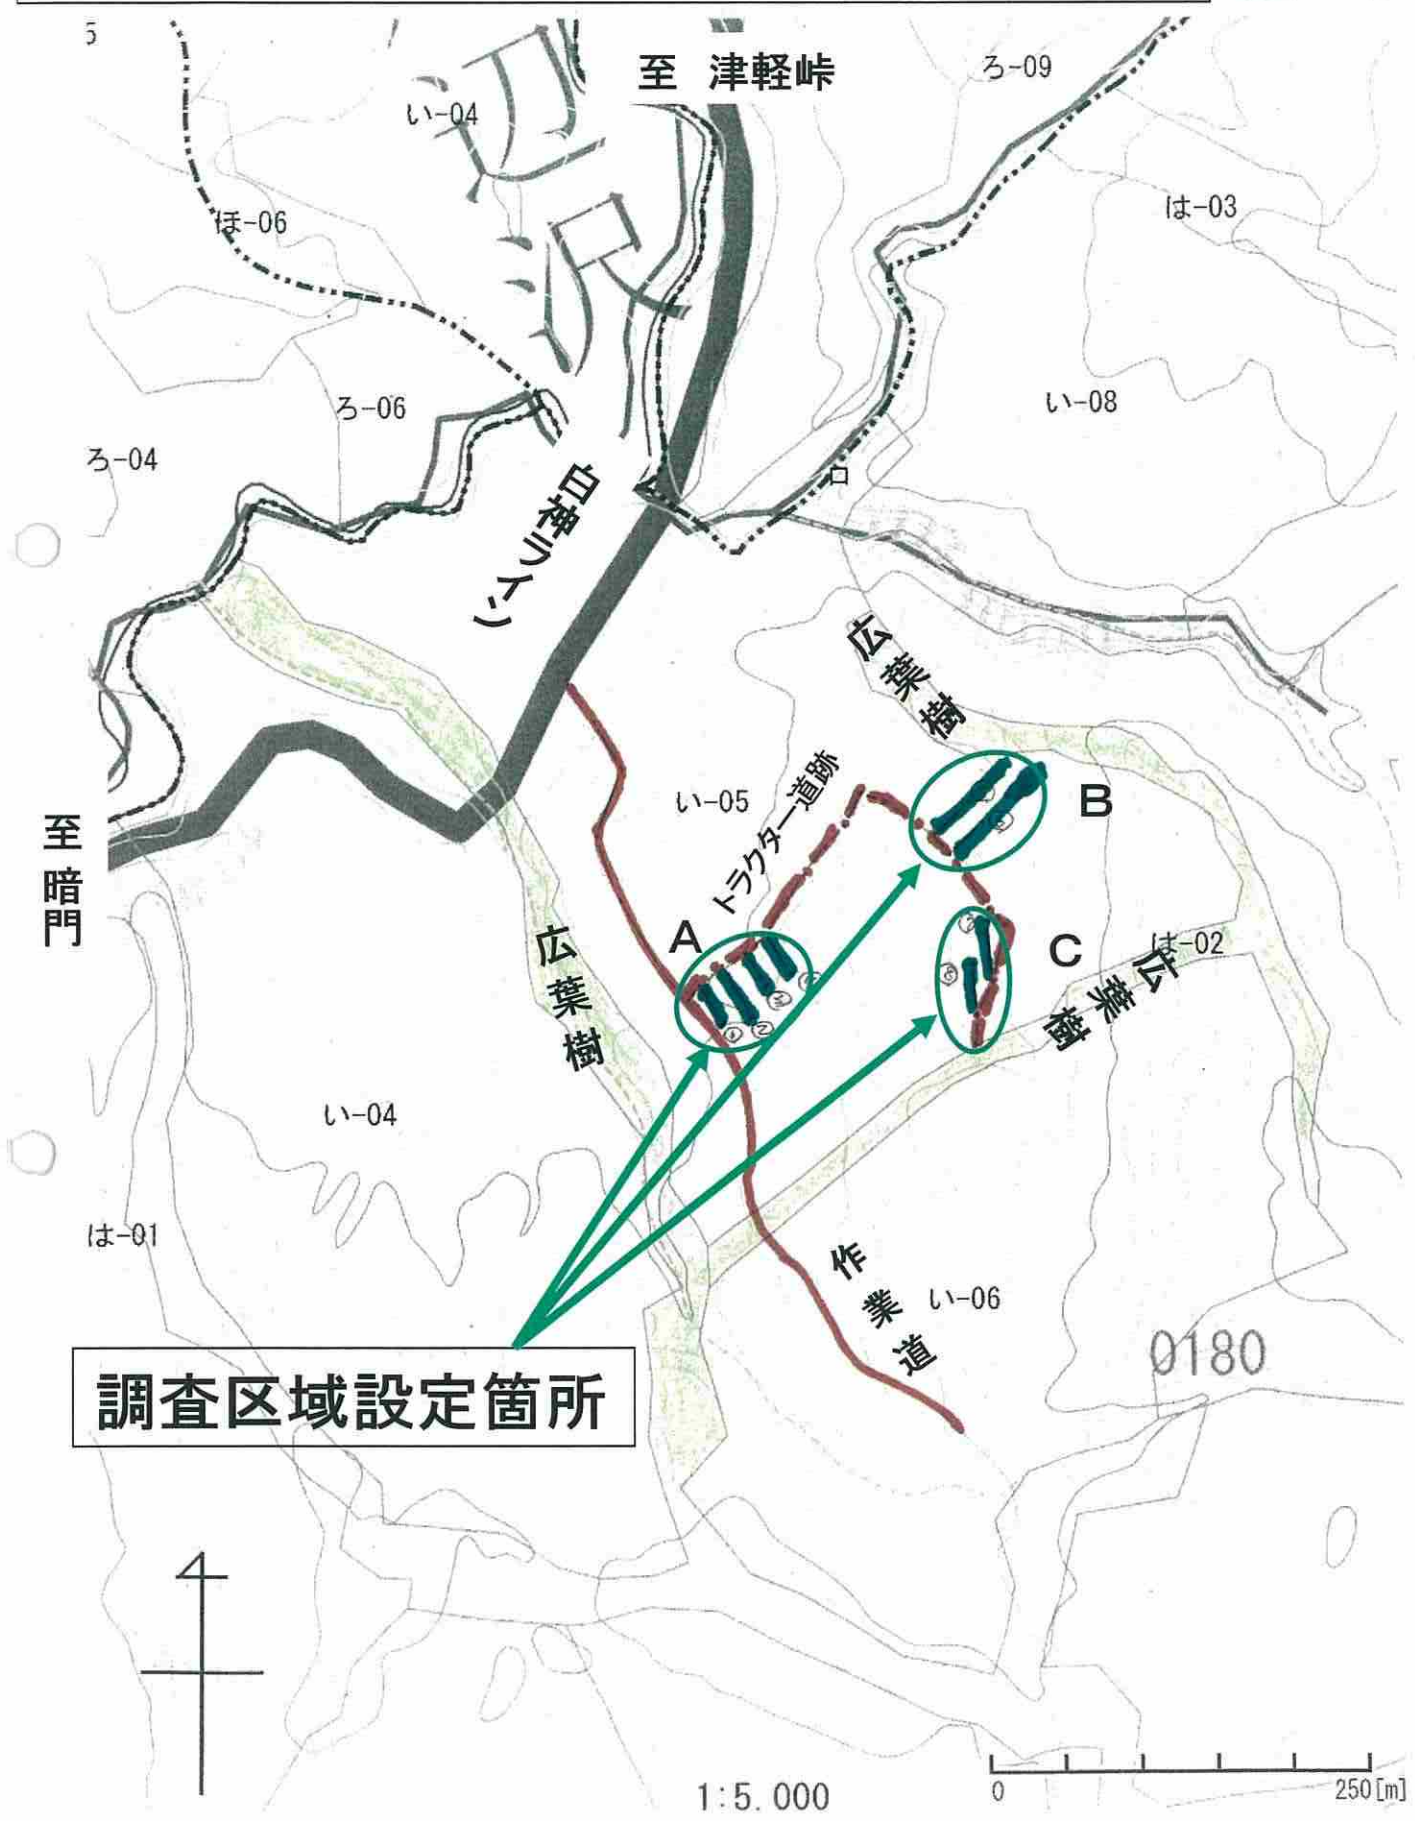 5
至 津軽峠
ろ-09
い-04
は-03
ほ-06
ろ-06
い-08
ろ-04
白神ライン
広葉樹
い-05
トラクター道跡
B
至暗門
A
広葉樹
C
は-02
広葉樹
い-04
は-01
作業道
い-06
0180
調査区域設定箇所
1:5.000
0
250[m]